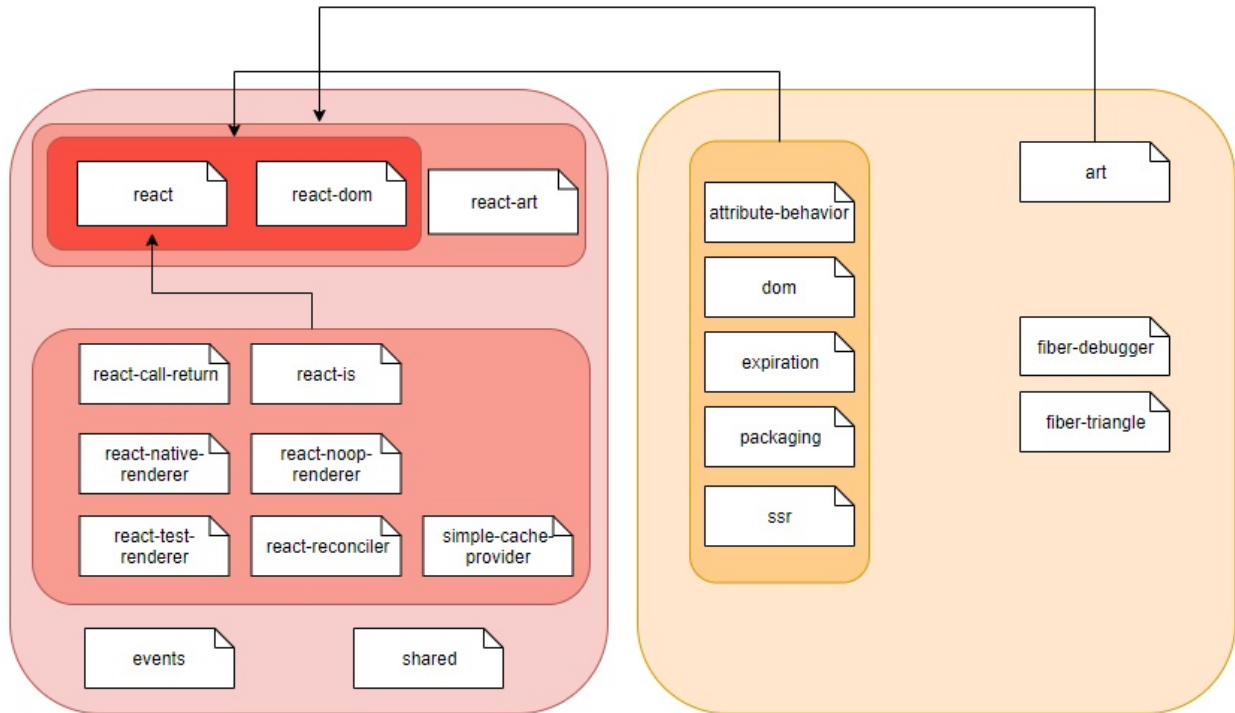 react
react-dom
react-art
react-call-return
react-is
react-native-
renderer
react-noop-
renderer
react-test-
renderer
react-reconciler
simple-cache-
provider
events
shared
attribute-behavior
dom
expiration
packaging
ssr
art
fiber-debugger
fiber-triangle